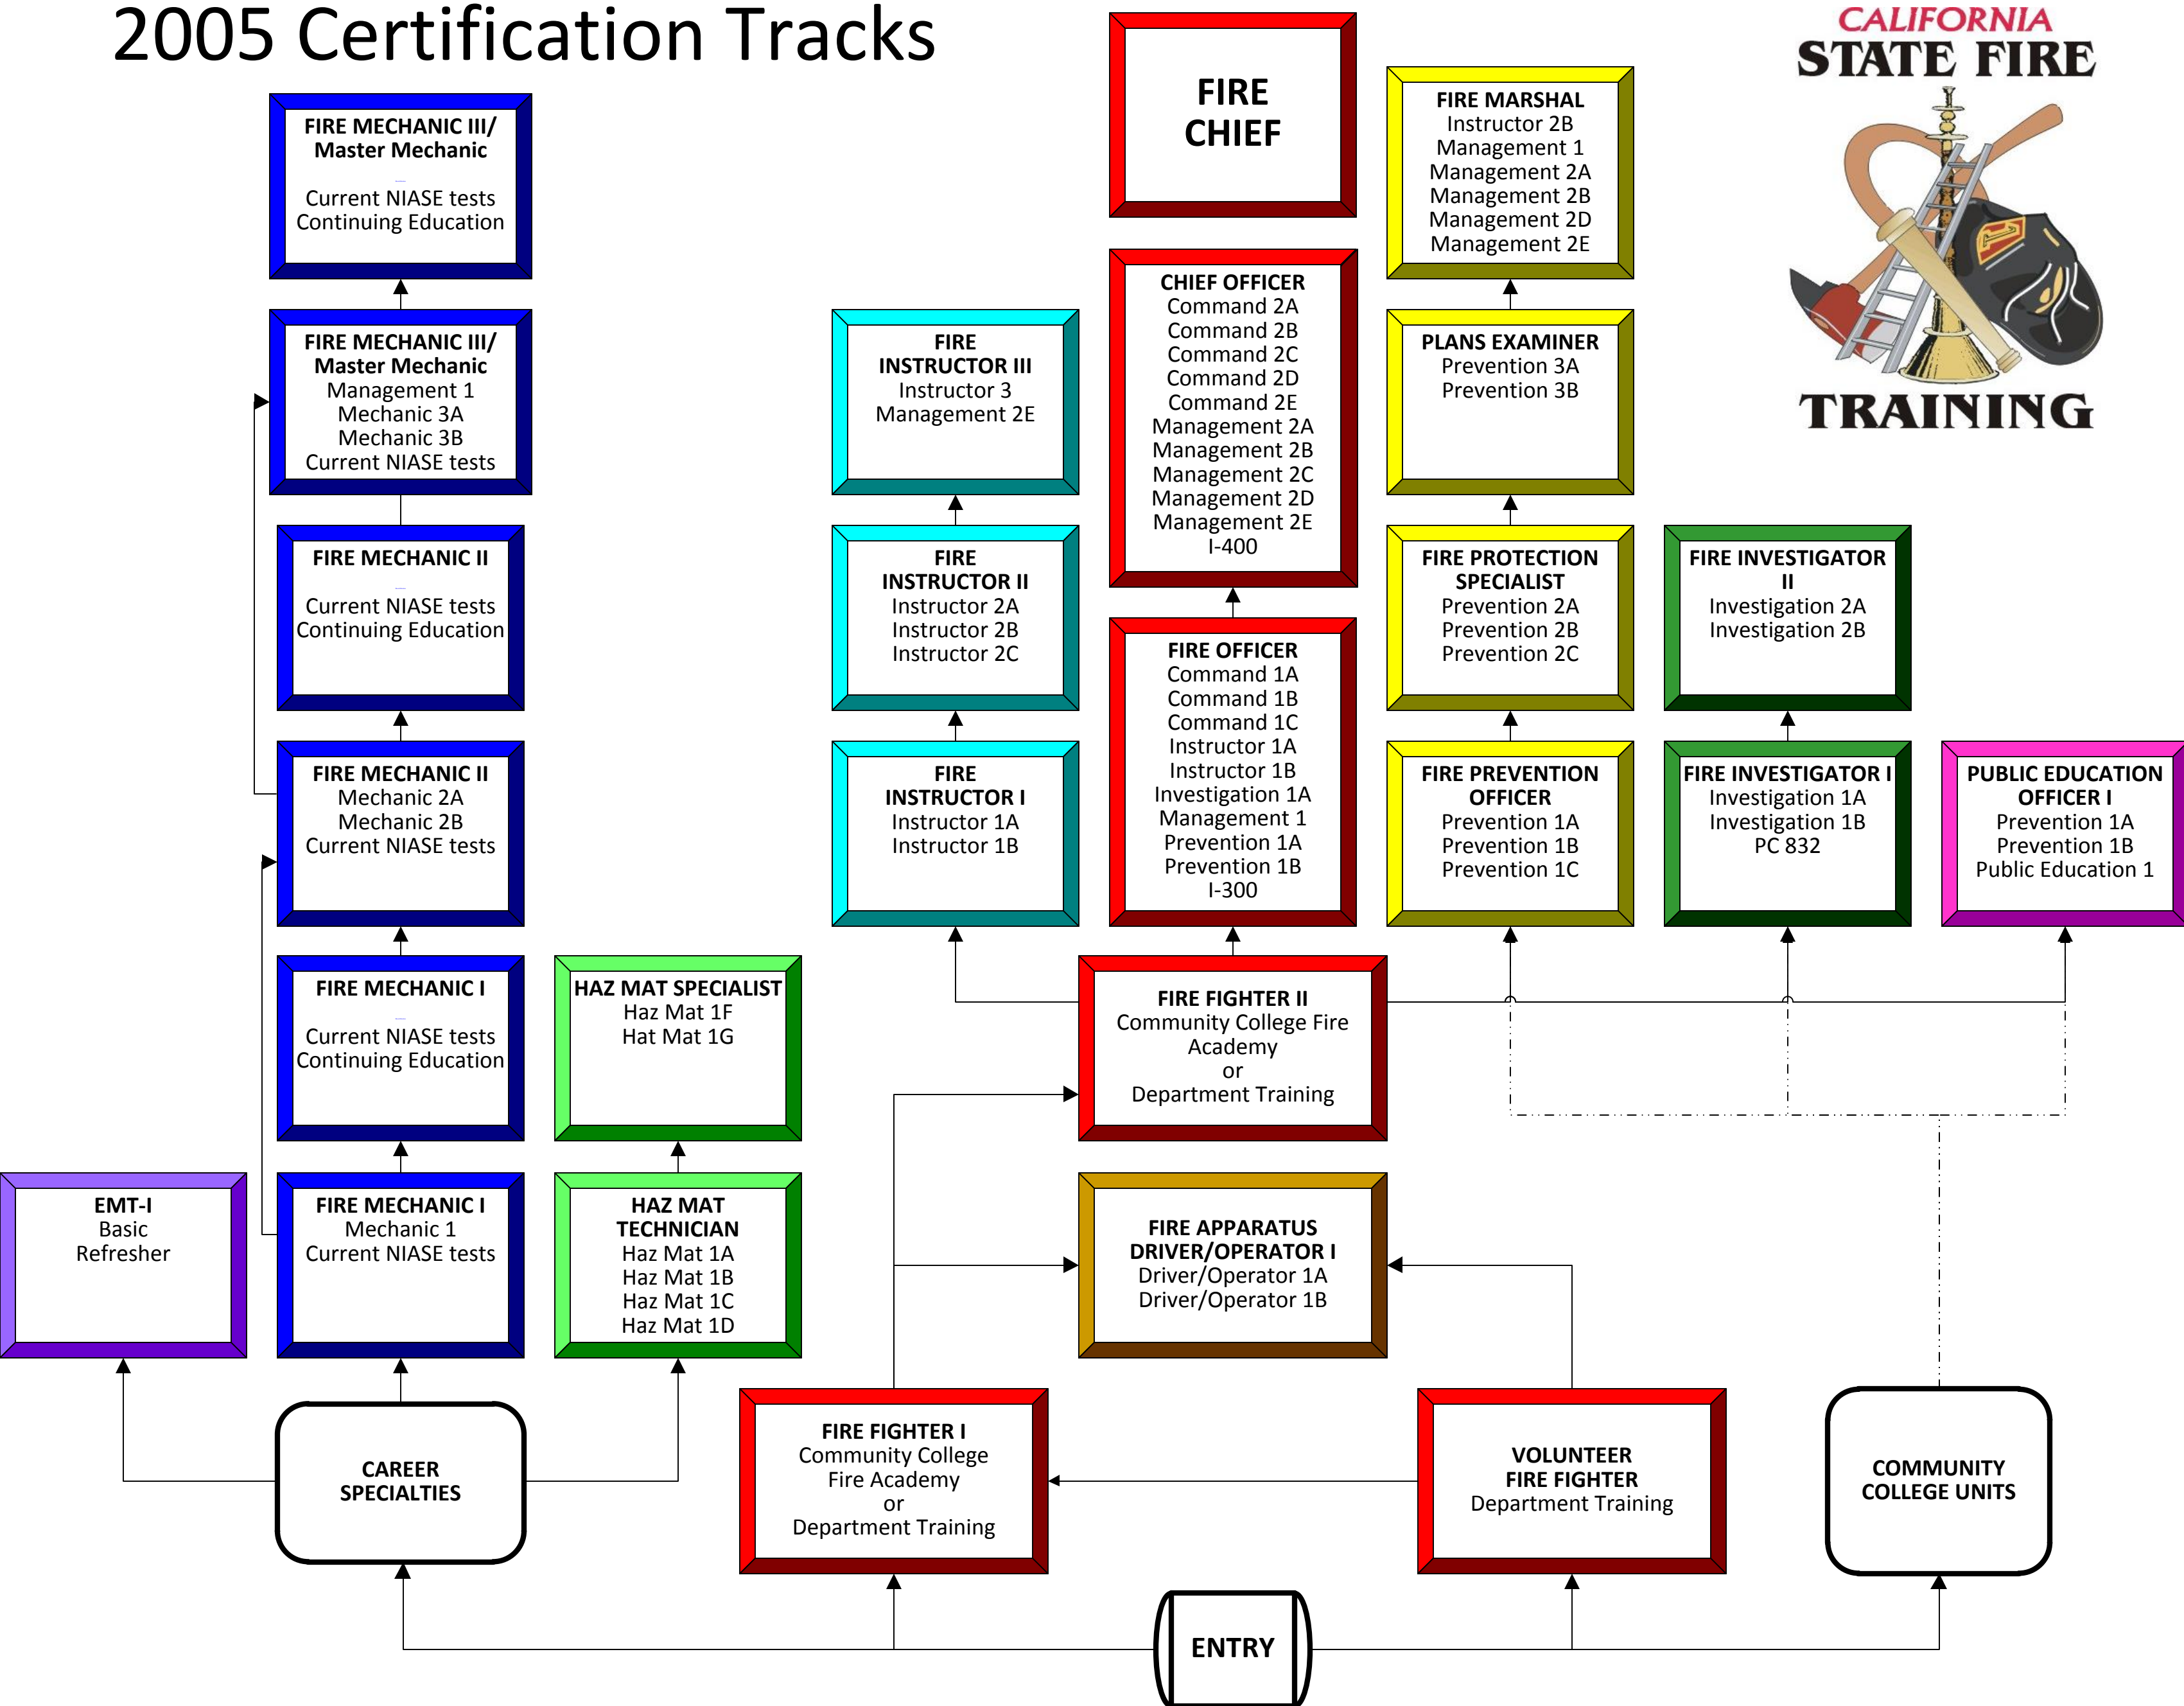 2005 Certification Tracks
CALIFORNIA
STATE FIRE
TRAINING
FIRE
CHIEF
FIRE MECHANIC III/
Master Mechanic
Current NIASE tests
Continuing Education
FIRE MARSHAL
Instructor 2B
Management 1
Management 2A
Management 2B
Management 2D
Management 2E
CHIEF OFFICER
Command 2A
Command 2B
Command 2C
Command 2D
Command 2E
Management 2A
Management 2B
Management 2C
Management 2D
Management 2E
I-400
FIRE MECHANIC III/
Master Mechanic
Management 1
Mechanic 3A
Mechanic 3B
Current NIASE tests
FIRE
INSTRUCTOR III
Instructor 3
Management 2E
PLANS EXAMINER
Prevention 3A
Prevention 3B
FIRE MECHANIC II
Current NIASE tests
Continuing Education
FIRE
INSTRUCTOR II
Instructor 2A
Instructor 2B
Instructor 2C
FIRE PROTECTION
SPECIALIST
Prevention 2A
Prevention 2B
Prevention 2C
FIRE INVESTIGATOR
II
Investigation 2A
Investigation 2B
FIRE OFFICER
Command 1A
Command 1B
Command 1C
Instructor 1A
Instructor 1B
Investigation 1A
Management 1
Prevention 1A
Prevention 1B
I-300
FIRE MECHANIC II
Mechanic 2A
Mechanic 2B
Current NIASE tests
FIRE
INSTRUCTOR I
Instructor 1A
Instructor 1B
FIRE PREVENTION
OFFICER
Prevention 1A
Prevention 1B
Prevention 1C
FIRE INVESTIGATOR I
Investigation 1A
Investigation 1B
PC 832
PUBLIC EDUCATION
OFFICER I
Prevention 1A
Prevention 1B
Public Education 1
FIRE MECHANIC I
Current NIASE tests
Continuing Education
HAZ MAT SPECIALIST
Haz Mat 1F
Hat Mat 1G
FIRE FIGHTER II
Community College Fire
Academy
or
Department Training
EMT-I
Basic
Refresher
FIRE MECHANIC I
Mechanic 1
Current NIASE tests
HAZ MAT
TECHNICIAN
Haz Mat 1A
Haz Mat 1B
Haz Mat 1C
Haz Mat 1D
FIRE APPARATUS
DRIVER/OPERATOR I
Driver/Operator 1A
Driver/Operator 1B
CAREER
SPECIALTIES
FIRE FIGHTER I
Community College
Fire Academy
or
Department Training
VOLUNTEER
FIRE FIGHTER
Department Training
COMMUNITY
COLLEGE UNITS
ENTRY